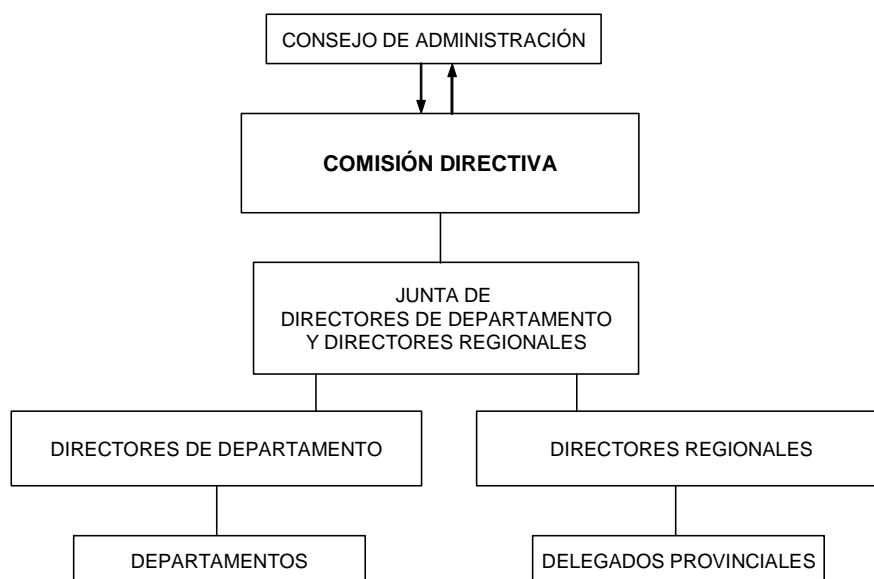 CONSEJO DE ADMINISTRACIÓN
COMISIÓN DIRECTIVA
JUNTA DE
DIRECTORES DE DEPARTAMENTO
Y DIRECTORES REGIONALES
DIRECTORES DE DEPARTAMENTO
DIRECTORES REGIONALES
DEPARTAMENTOS
DELEGADOS PROVINCIALES